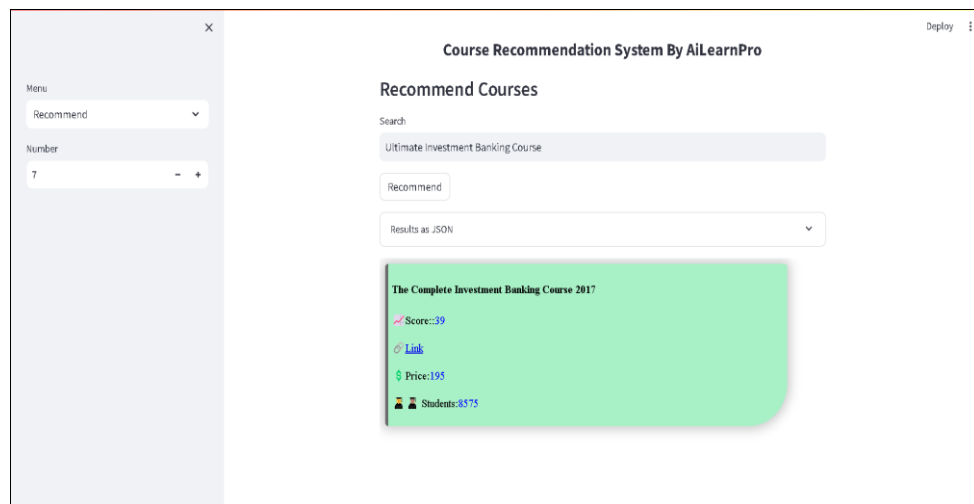 Deploy
Course Recommendation System By AiLearnPro
Menu
Recommend
Number
7
Recommend Courses
Search
Ultimate Investment Banking Course
Recommend
Results as JSON
The Complete Investment Banking Course 2017
Score::39
Link
Price:195
Students:8575